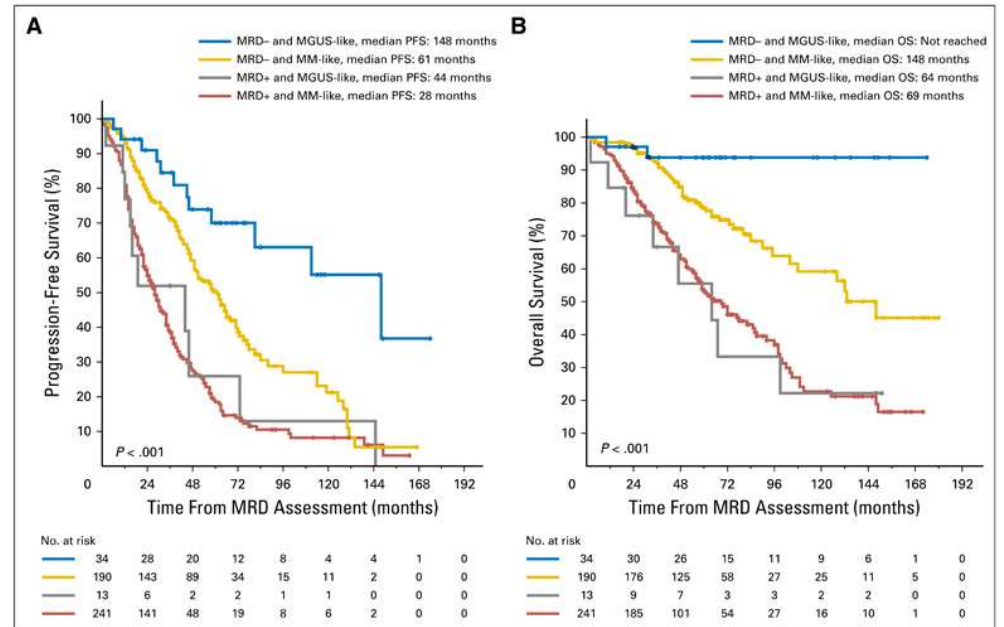 A
MRD– and MGUS-like, median PFS: 148 months
MRD– and MM-like, median PFS: 61 months
MRD+ and MGUS-like, median PFS: 44 months
MRD+ and MM-like, median PFS: 28 months
Progression-Free Survival (%)
100
90
80
70
60
50
40
30
20
10
P < .001
0 24 48 72 96 120 144 168 192
Time From MRD Assessment (months)
No. at risk
34 28 20 12 8 4 4 1 0
190 143 89 34 15 11 2 0 0
13 6 2 2 1 1 0 0 0
241 141 48 19 8 6 2 0 0
B
MRD– and MGUS-like, median OS: Not reached
MRD– and MM-like, median OS: 148 months
MRD+ and MGUS-like, median OS: 64 months
MRD+ and MM-like, median OS: 69 months
Overall Survival (%)
100
90
80
70
60
50
40
30
20
10
P < .001
0 24 48 72 96 120 144 168 192
Time From MRD Assessment (months)
No. at risk
34 30 26 15 11 9 6 1 0
190 176 125 58 27 25 11 5 0
13 9 7 3 3 2 2 0 0
241 185 101 54 27 16 10 1 0